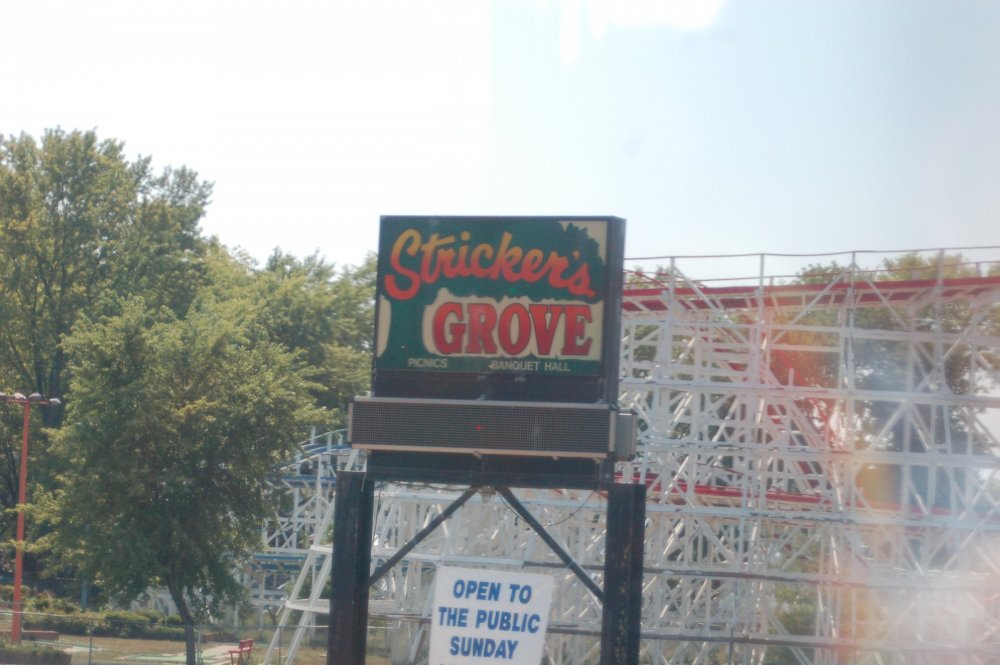 Stricker's
GROVE
PICNICS BANQUET HALL
OPEN TO
THE PUBLIC
SUNDAY